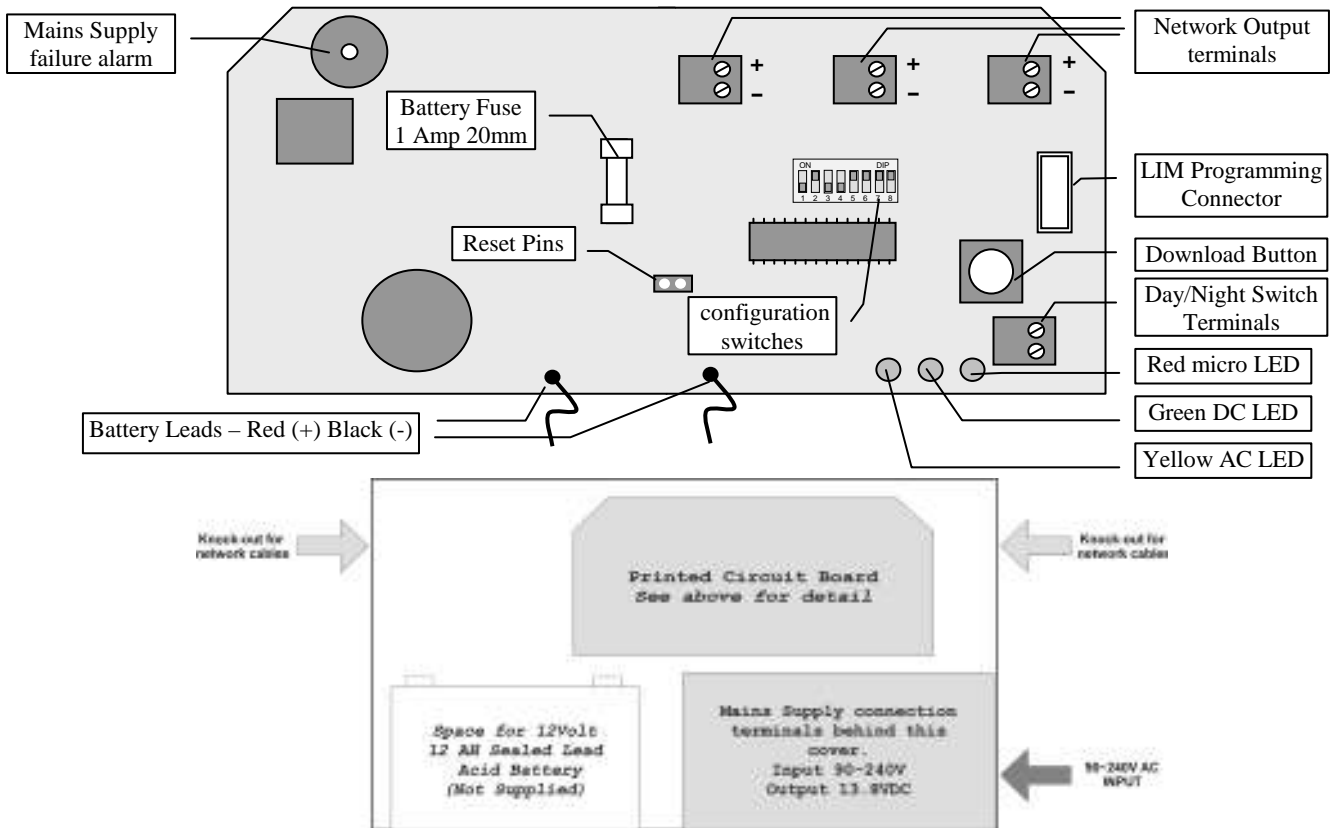 Mains Supply
failure alarm
Network Output
terminals
+
−
+
−
+
−
Battery Fuse
1 Amp 20mm
ON DIP
1 2 3 4 5 6 7 8
LIM Programming
Connector
Reset Pins
Download Button
configuration
switches
Day/Night Switch
Terminals
Red micro LED
Battery Leads – Red (+) Black (-)
Green DC LED
Yellow AC LED
Knock-out for
network cables
Knock-out for
network cables
Printed Circuit Board
See above for detail
Space for 12Volt
12 AH Sealed Lead
Acid Battery
(Not Supplied)
Mains Supply connection
terminals behind this
cover.
Input 90-240V
Output 13.8VDC
90-240V AC
INPUT